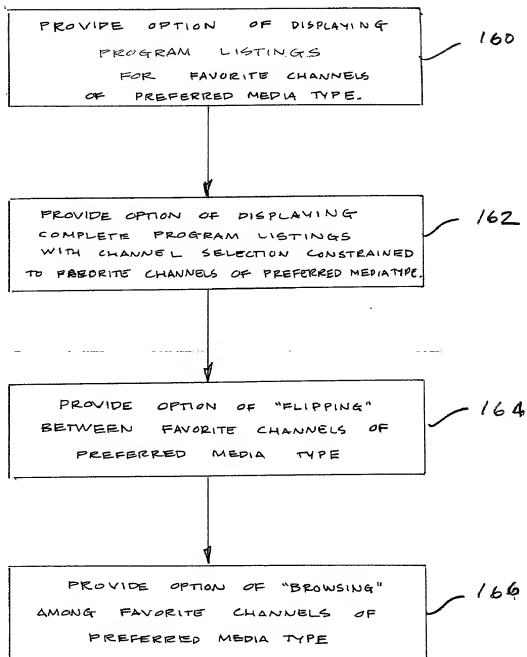 PROVIDE OPTION OF DISPLAYING
PROGRAM LISTINGS
FOR FAVORITE CHANNELS
OF PREFERRED MEDIA TYPE.
160
PROVIDE OPTION OF DISPLAYING
COMPLETE PROGRAM LISTINGS
WITH CHANNEL SELECTION CONSTRAINED
TO FABORITE CHANNELS OF PREFERRED MEDIA TYPE.
162
PROVIDE OPTION OF "FLIPPING"
BETWEEN FAVORITE CHANNELS OF
PREFERRED MEDIA TYPE
164
PROVIDE OPTION OF "BROWSING"
AMONG FAVORITE CHANNELS OF
PREFERRED MEDIA TYPE
166